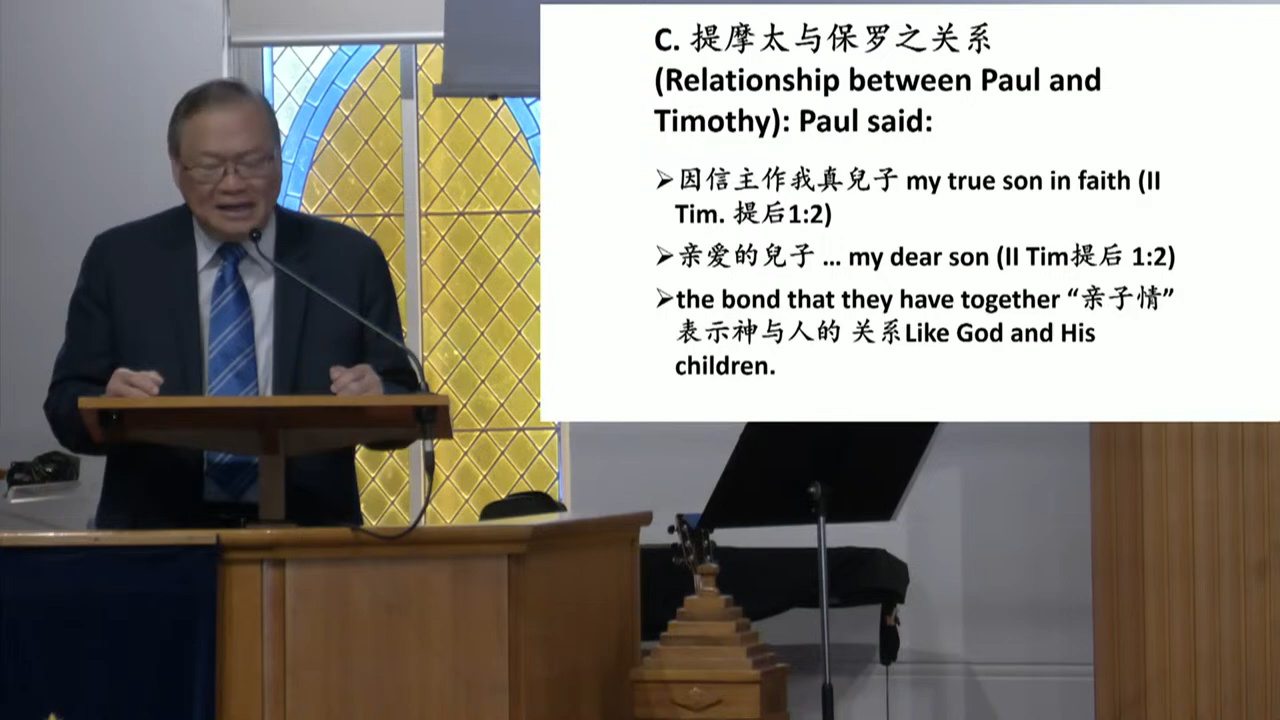 C. 提摩太与保罗之关系
(Relationship between Paul and
Timothy): Paul said:
➢因信主作我真兒子 my true son in faith (II
Tim. 提后1:2)
➢亲爱的兒子 ... my dear son (II Tim提后 1:2)
➢the bond that they have together “亲子情”
表示神与人的 关系Like God and His
children.